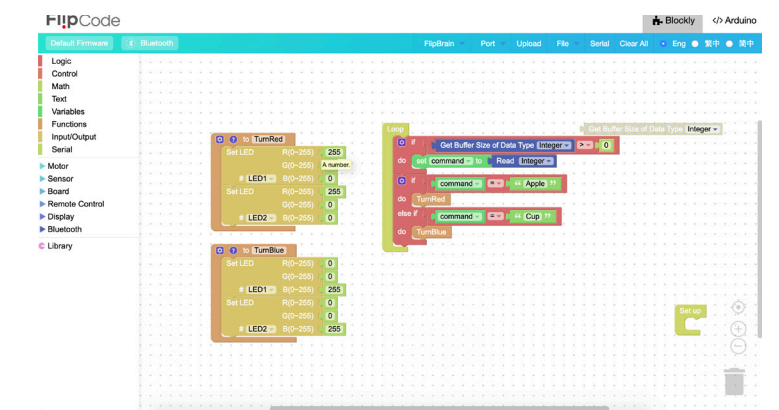 FlipCode
Blockly </> Arduino
Default Firmware Bluetooth FlipBrain Port Upload File Serial Clear All Eng 繁中 简中
Logic
Control
Math
Text
Variables
Functions
Input/Output
Serial
Motor
Sensor
Board
Remote Control
Display
Bluetooth
Library
? to TurnRed
Set LED R(0~255) 255
G(0~255) A number.
# LED1 B(0~255) 0
Set LED R(0~255) 255
G(0~255) 0
# LED2 B(0~255) 0
? to TurnBlue
Set LED R(0~255) 0
G(0~255) 0
# LED1 B(0~255) 255
Set LED R(0~255) 0
G(0~255) 0
# LED2 B(0~255) 255
Loop
Get Buffer Size of Data Type Integer
if Get Buffer Size of Data Type Integer > 0
do set command to Read Integer
if command = “ Apple ”
do TurnRed
else if command = “ Cup ”
do TurnBlue
Set up